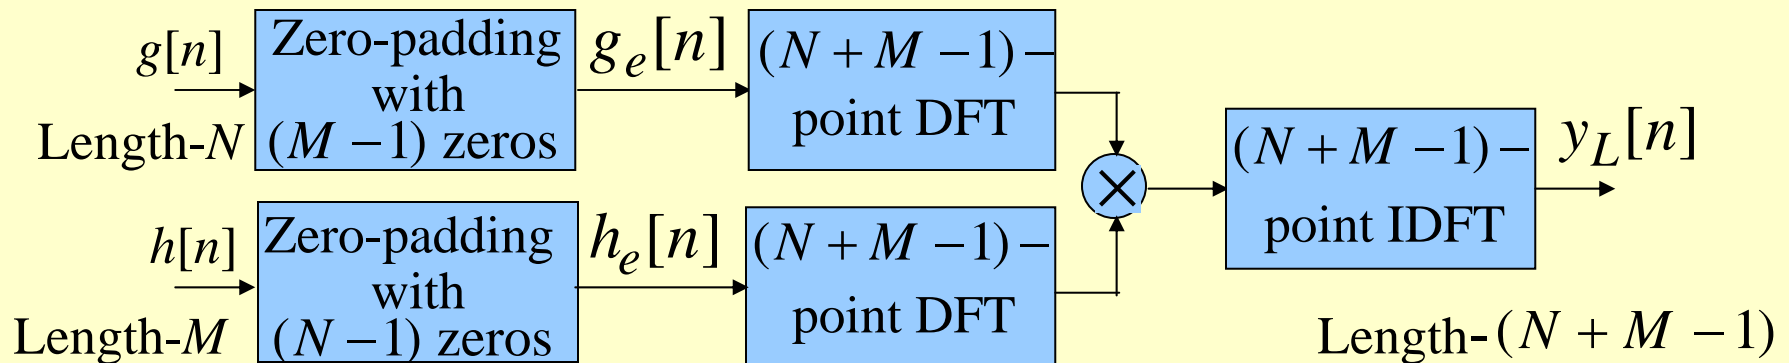 g[n]
Length-N
Zero-padding
with
(M − 1) zeros
g_e[n]
(N + M − 1) −
point DFT
h[n]
Length-M
Zero-padding
with
(N − 1) zeros
h_e[n]
(N + M − 1) −
point DFT
×
(N + M − 1) −
point IDFT
y_L[n]
Length-(N + M − 1)